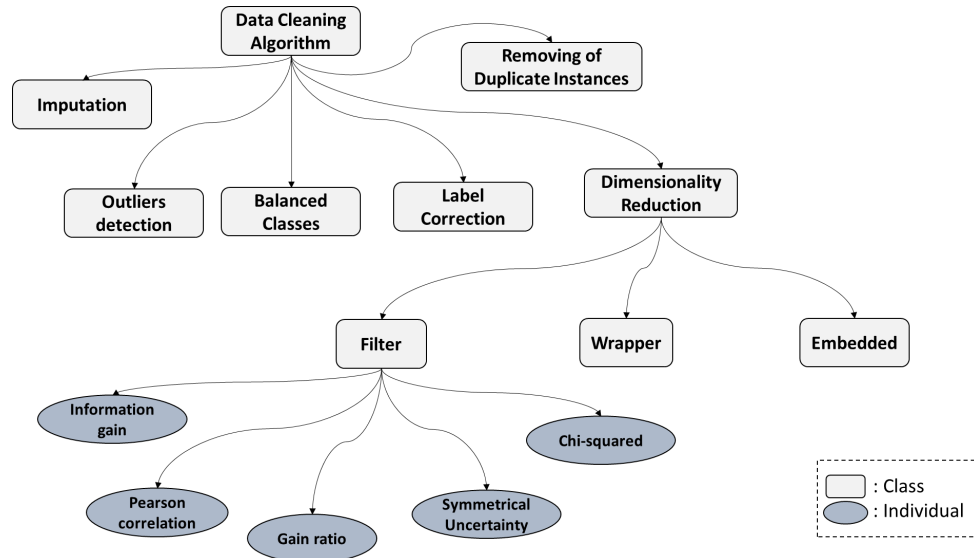 Data Cleaning
Algorithm
Removing of
Duplicate Instances
Imputation
Outliers
detection
Balanced
Classes
Label
Correction
Dimensionality
Reduction
Filter
Wrapper
Embedded
Information
gain
Chi-squared
Pearson
correlation
Gain ratio
Symmetrical
Uncertainty
: Class
: Individual